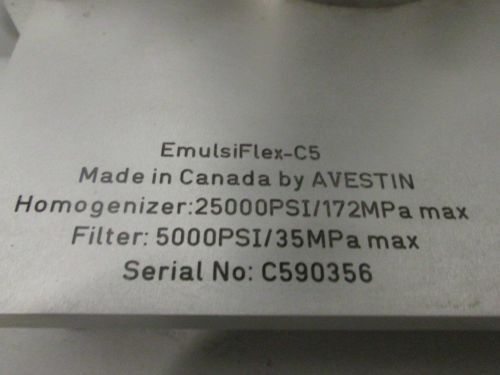 EmulsiFlex-C5
Made in Canada by AVESTIN
Homogenizer:25000PSI/172MPa max
Filter: 5000PSI/35MPa max
Serial No: C590356